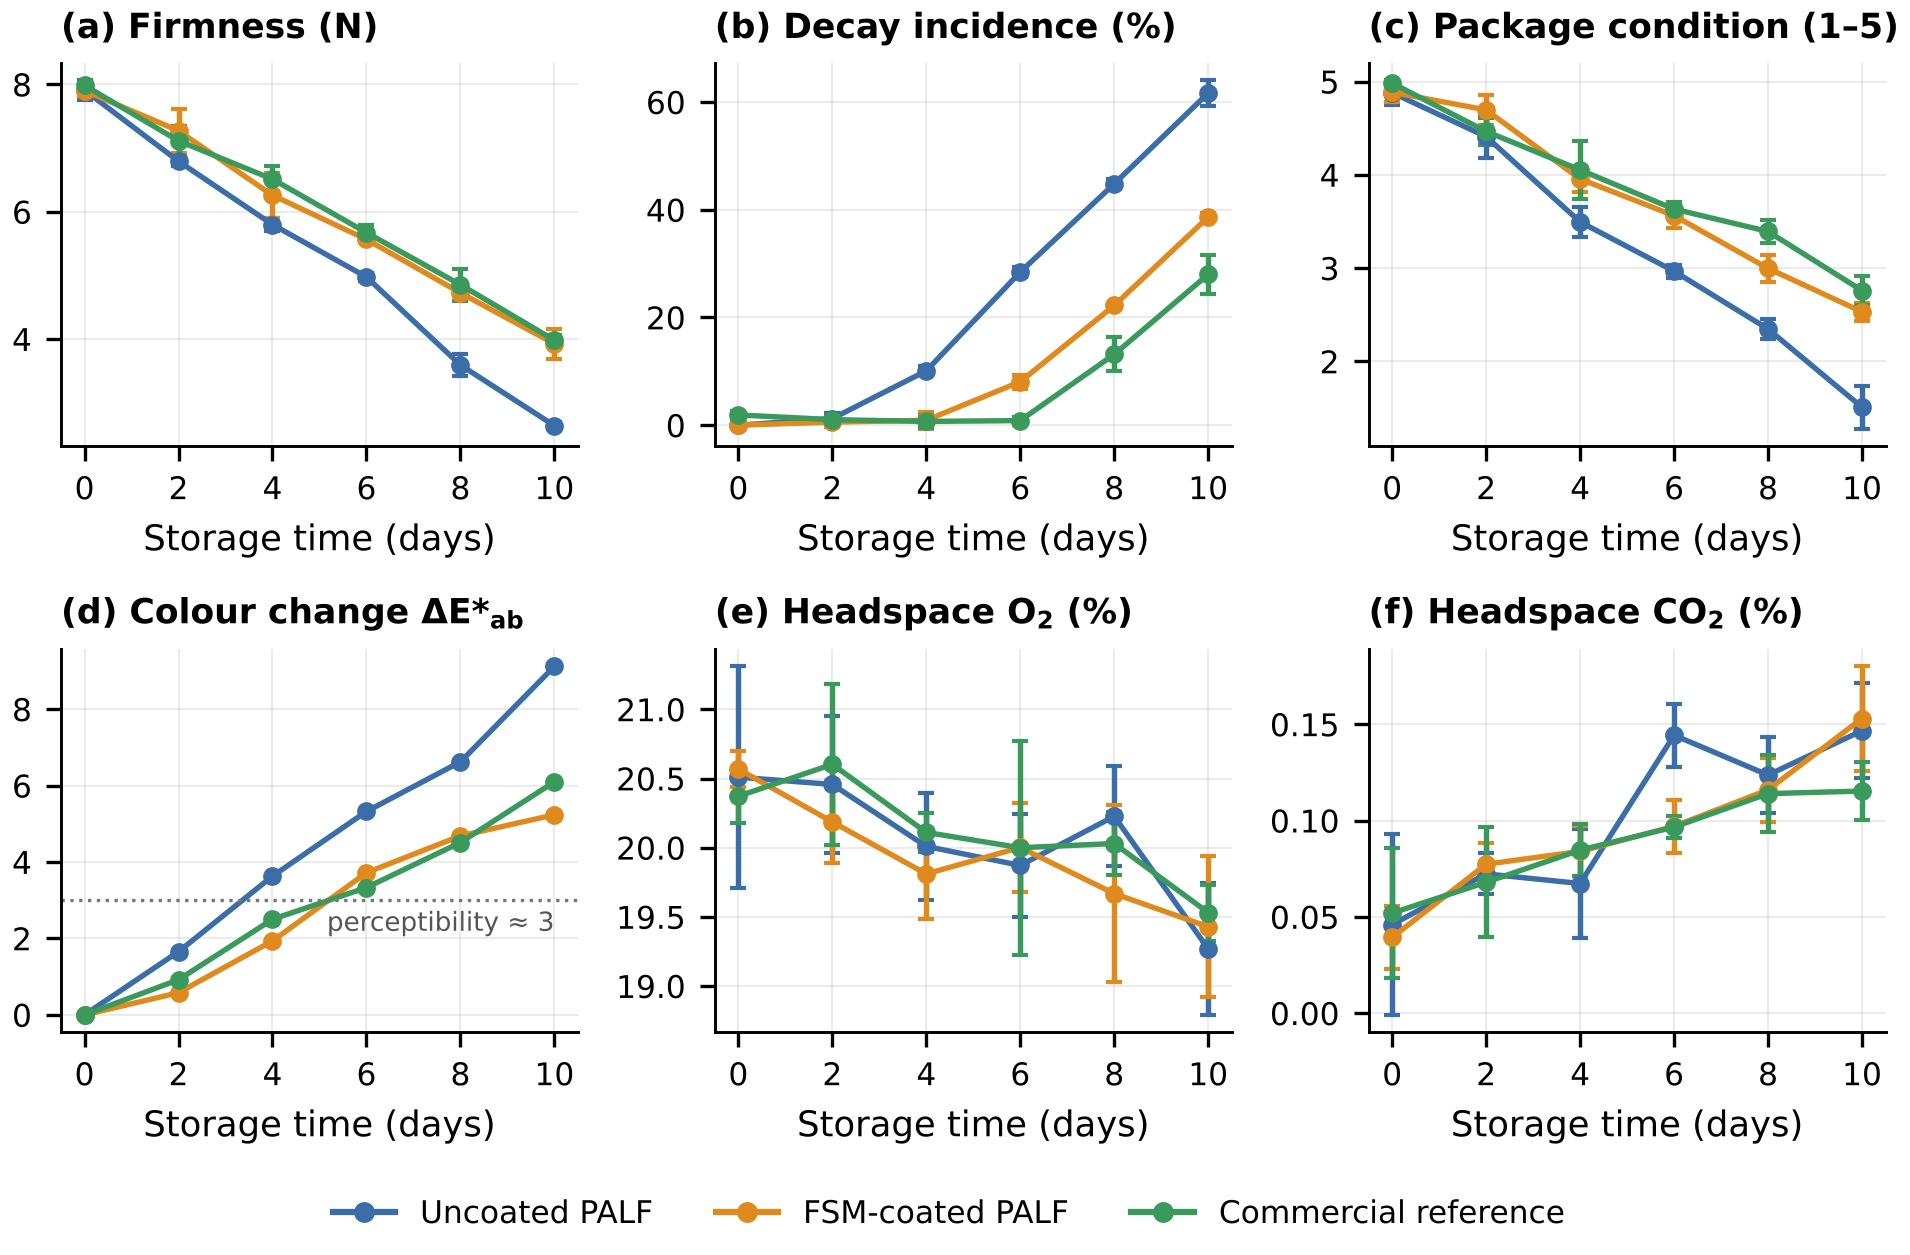 (a) Firmness (N)
8
6
4
0 2 4 6 8 10
Storage time (days)
(b) Decay incidence (%)
60
40
20
0
0 2 4 6 8 10
Storage time (days)
(c) Package condition (1–5)
5
4
3
2
0 2 4 6 8 10
Storage time (days)
(d) Colour change ΔE*ab
8
6
4
2
0
perceptibility ≈ 3
0 2 4 6 8 10
Storage time (days)
(e) Headspace O₂ (%)
21.0
20.5
20.0
19.5
19.0
0 2 4 6 8 10
Storage time (days)
(f) Headspace CO₂ (%)
0.15
0.10
0.05
0.00
0 2 4 6 8 10
Storage time (days)
Uncoated PALF FSM-coated PALF Commercial reference